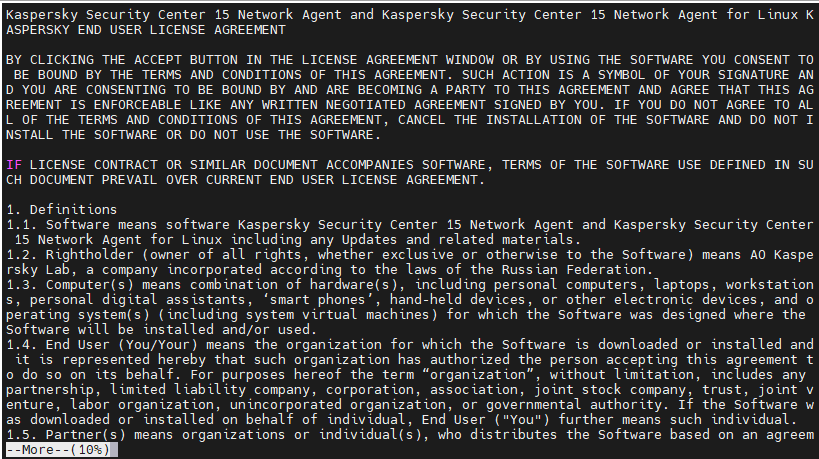 Kaspersky Security Center 15 Network Agent and Kaspersky Security Center 15 Network Agent for Linux K
ASPERSKY END USER LICENSE AGREEMENT
BY CLICKING THE ACCEPT BUTTON IN THE LICENSE AGREEMENT WINDOW OR BY USING THE SOFTWARE YOU CONSENT TO
 BE BOUND BY THE TERMS AND CONDITIONS OF THIS AGREEMENT. SUCH ACTION IS A SYMBOL OF YOUR SIGNATURE AN
D YOU ARE CONSENTING TO BE BOUND BY AND ARE BECOMING A PARTY TO THIS AGREEMENT AND AGREE THAT THIS AG
REEMENT IS ENFORCEABLE LIKE ANY WRITTEN NEGOTIATED AGREEMENT SIGNED BY YOU. IF YOU DO NOT AGREE TO AL
L OF THE TERMS AND CONDITIONS OF THIS AGREEMENT, CANCEL THE INSTALLATION OF THE SOFTWARE AND DO NOT I
NSTALL THE SOFTWARE OR DO NOT USE THE SOFTWARE.
IF LICENSE CONTRACT OR SIMILAR DOCUMENT ACCOMPANIES SOFTWARE, TERMS OF THE SOFTWARE USE DEFINED IN SU
CH DOCUMENT PREVAIL OVER CURRENT END USER LICENSE AGREEMENT.
1. Definitions
1.1. Software means software Kaspersky Security Center 15 Network Agent and Kaspersky Security Center
 15 Network Agent for Linux including any Updates and related materials.
1.2. Rightholder (owner of all rights, whether exclusive or otherwise to the Software) means AO Kaspe
rsky Lab, a company incorporated according to the laws of the Russian Federation.
1.3. Computer(s) means combination of hardware(s), including personal computers, laptops, workstation
s, personal digital assistants, ‘smart phones’, hand-held devices, or other electronic devices, and o
perating system(s) (including system virtual machines) for which the Software was designed where the
Software will be installed and/or used.
1.4. End User (You/Your) means the organization for which the Software is downloaded or installed and
 it is represented hereby that such organization has authorized the person accepting this agreement t
o do so on its behalf. For purposes hereof the term “organization”, without limitation, includes any
partnership, limited liability company, corporation, association, joint stock company, trust, joint v
enture, labor organization, unincorporated organization, or governmental authority. If the Software w
as downloaded or installed on behalf of individual, End User ("You") further means such individual.
1.5. Partner(s) means organizations or individual(s), who distributes the Software based on an agreem
--More--(10%)